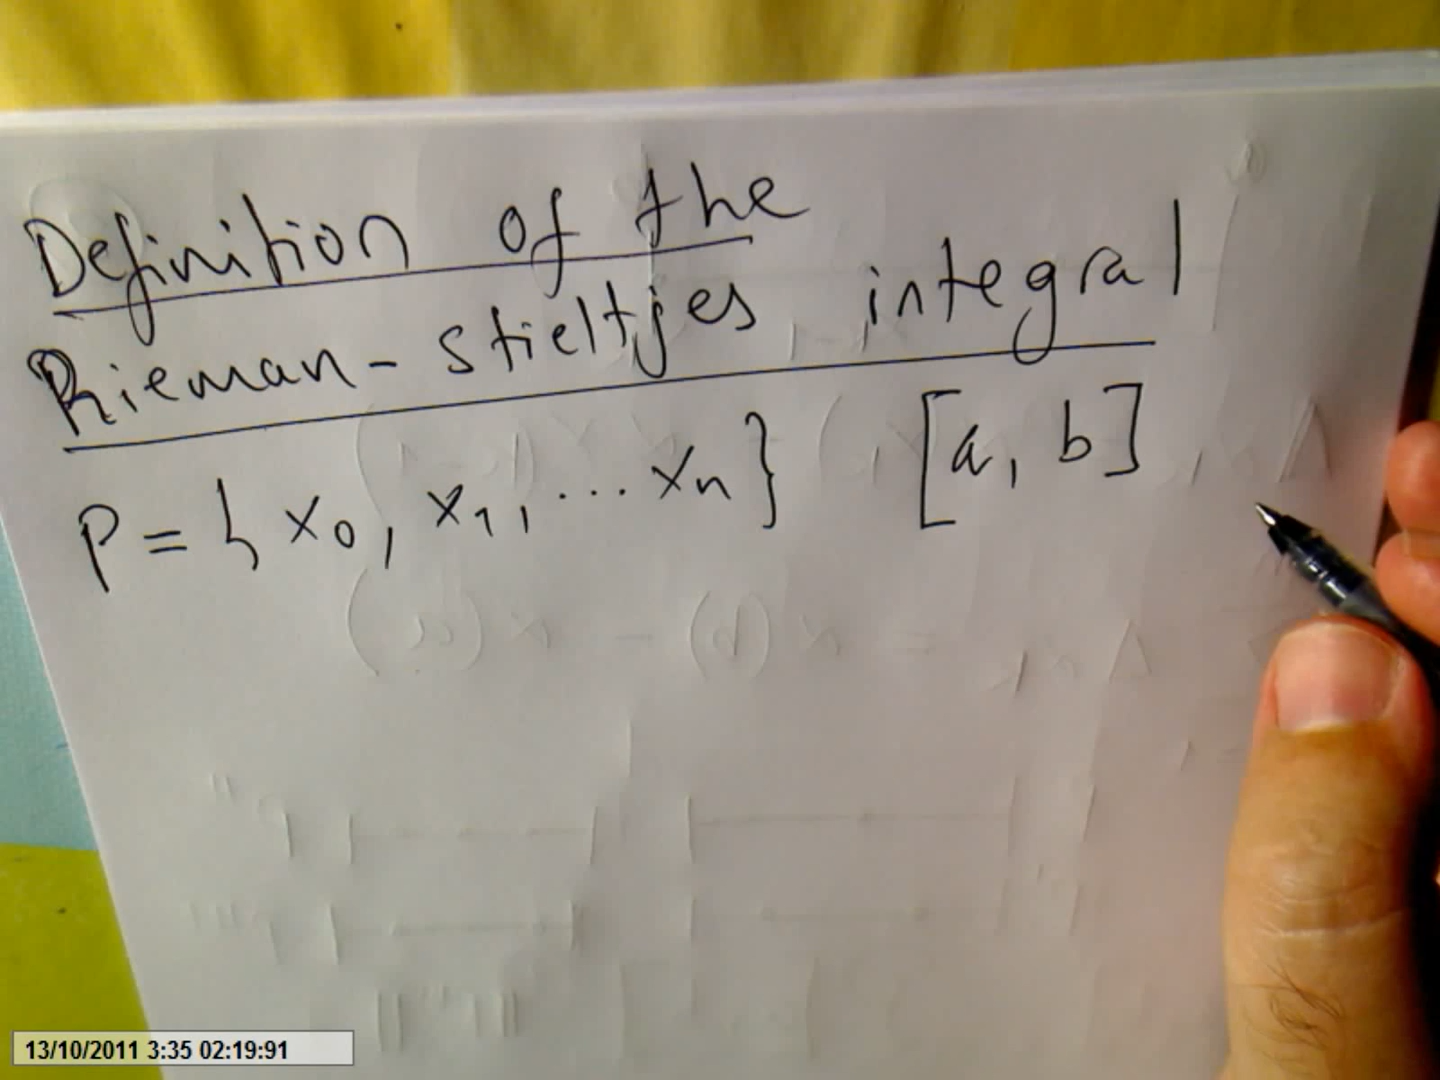 Definition of the
Rieman - stieltjes integral
P = { x₀, x₁, ... xₙ } [a, b]
13/10/2011 3:35 02:19:91